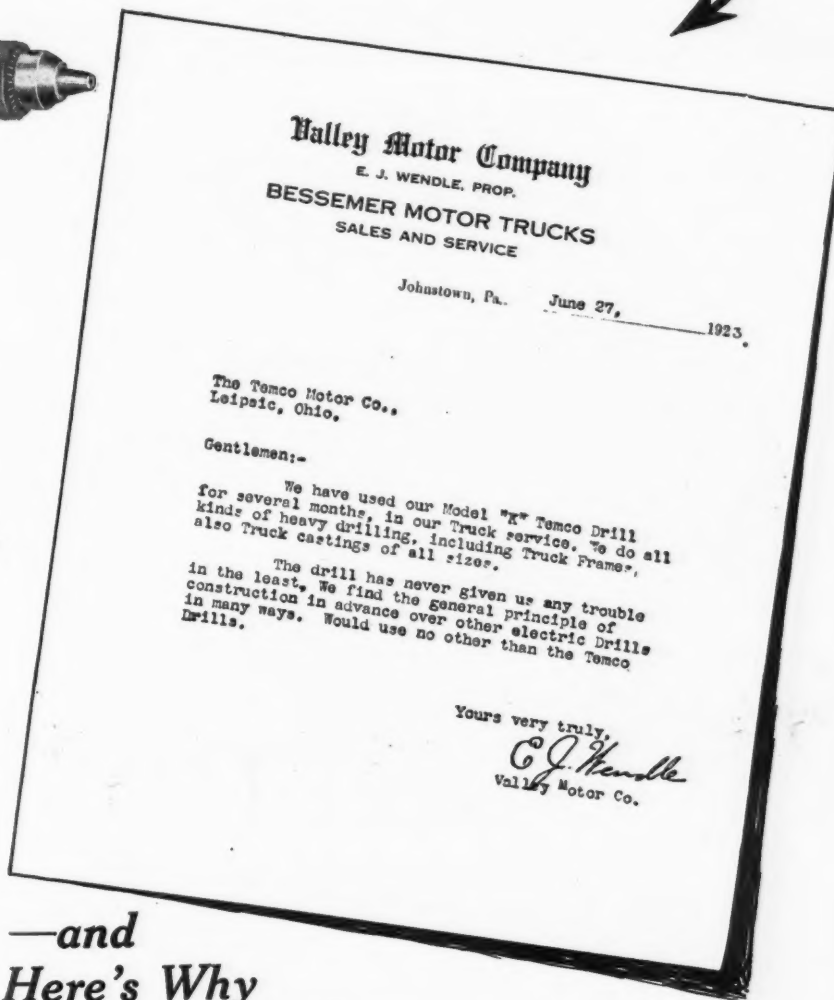 Valley Motor Company
E. J. WENDLE, PROP.
BESSEMER MOTOR TRUCKS
SALES AND SERVICE
Johnstown, Pa.. June 27, 1923.
The Temco Motor Co.,
Leipsic, Ohio.
Gentlemen:-
We have used our Model "K" Temco Drill
for several months, in our Truck service. We do all
kinds of heavy drilling, including Truck Frames,
also Truck castings of all sizes.
The drill has never given us any trouble
in the least. We find the general principle of
construction in advance over other electric Drills
in many ways. Would use no other than the Temco
Drills.
Yours very truly,
E J. Wendle
Valley Motor Co.
—and
Here's Why